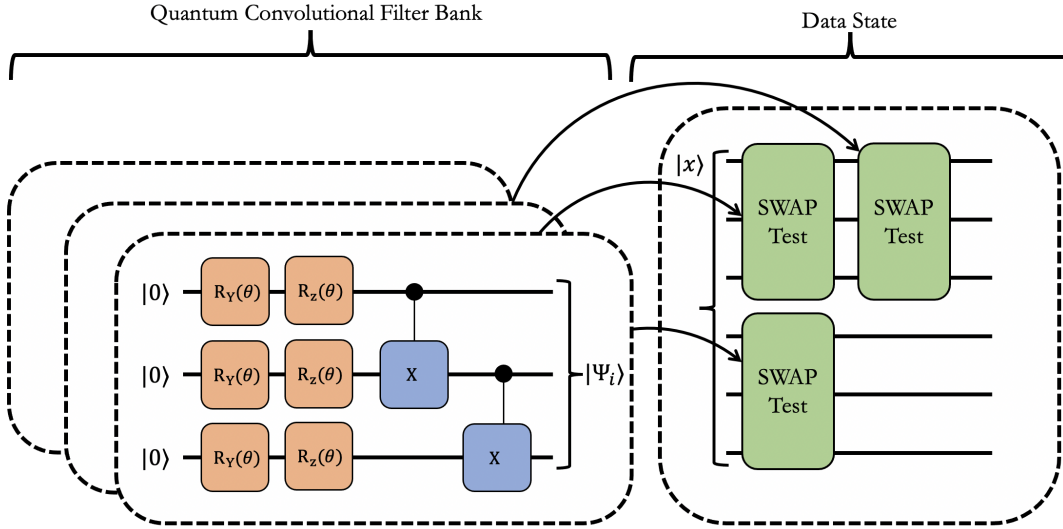 Quantum Convolutional Filter Bank
Data State
|x⟩
SWAP
Test
SWAP
Test
|0⟩ R_Y(θ) R_z(θ)
|0⟩ R_Y(θ) R_z(θ) X |Ψ_i⟩
SWAP
Test
|0⟩ R_Y(θ) R_z(θ) X